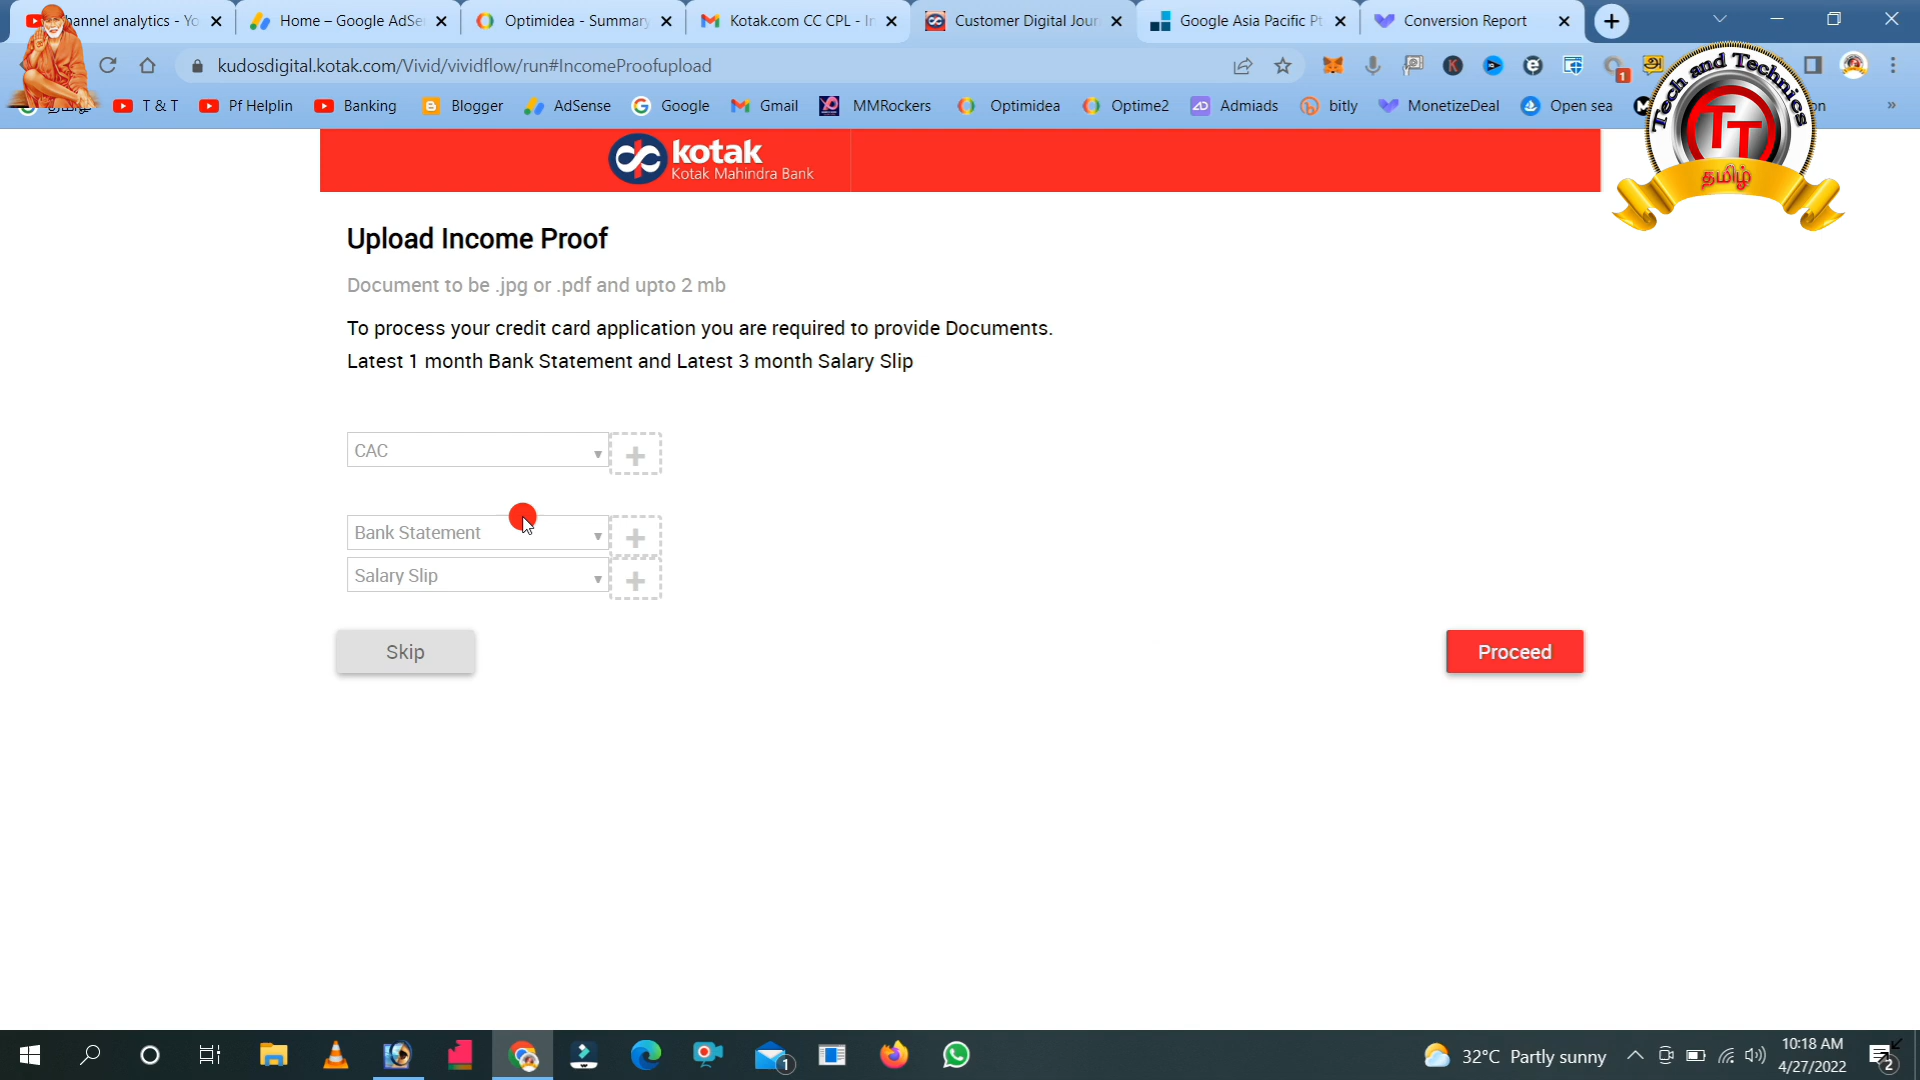 hannel analytics - Yo
Home – Google AdSe
Optimidea - Summary
Kotak.com CC CPL - In
Customer Digital Jour
Google Asia Pacific Pt
Conversion Report
kudosdigital.kotak.com/Vivid/vividflow/run#IncomeProofupload
K
1
T & T
Pf Helplin
Banking
Blogger
AdSense
Google
Gmail
MMRockers
Optimidea
Optime2
Admiads
bitly
MonetizeDeal
Open sea
on
»
Tech and Technics
TT
தமிழ்
kotak
Kotak Mahindra Bank
Upload Income Proof
Document to be .jpg or .pdf and upto 2 mb
To process your credit card application you are required to provide Documents.
Latest 1 month Bank Statement and Latest 3 month Salary Slip
CAC
Bank Statement
Salary Slip
Skip
Proceed
1
32°C Partly sunny
10:18 AM
4/27/2022
2